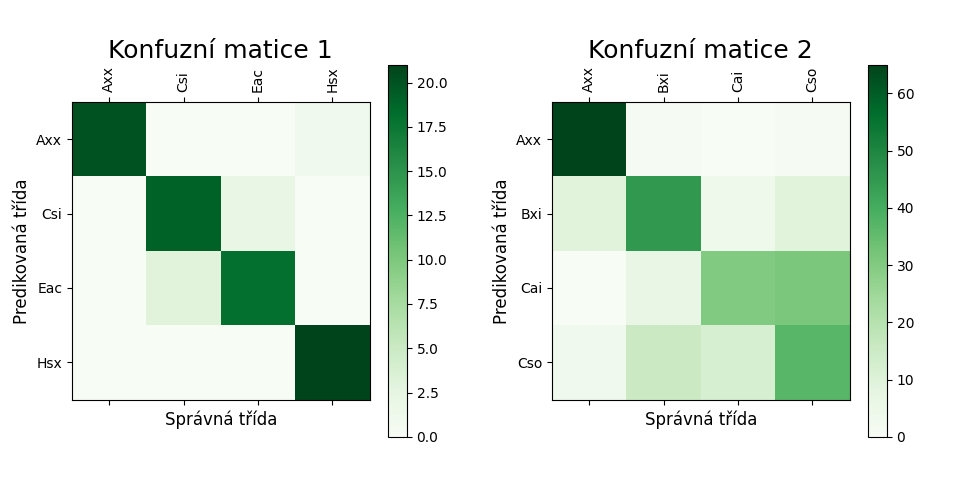 Konfuzní matice 1
Axx
Csi
Eac
Hsx
Axx
Csi
Eac
Hsx
Predikovaná třída
Správná třída
20.0
17.5
15.0
12.5
10.0
7.5
5.0
2.5
0.0
Konfuzní matice 2
Axx
Bxi
Cai
Cso
Axx
Bxi
Cai
Cso
Predikovaná třída
Správná třída
60
50
40
30
20
10
0